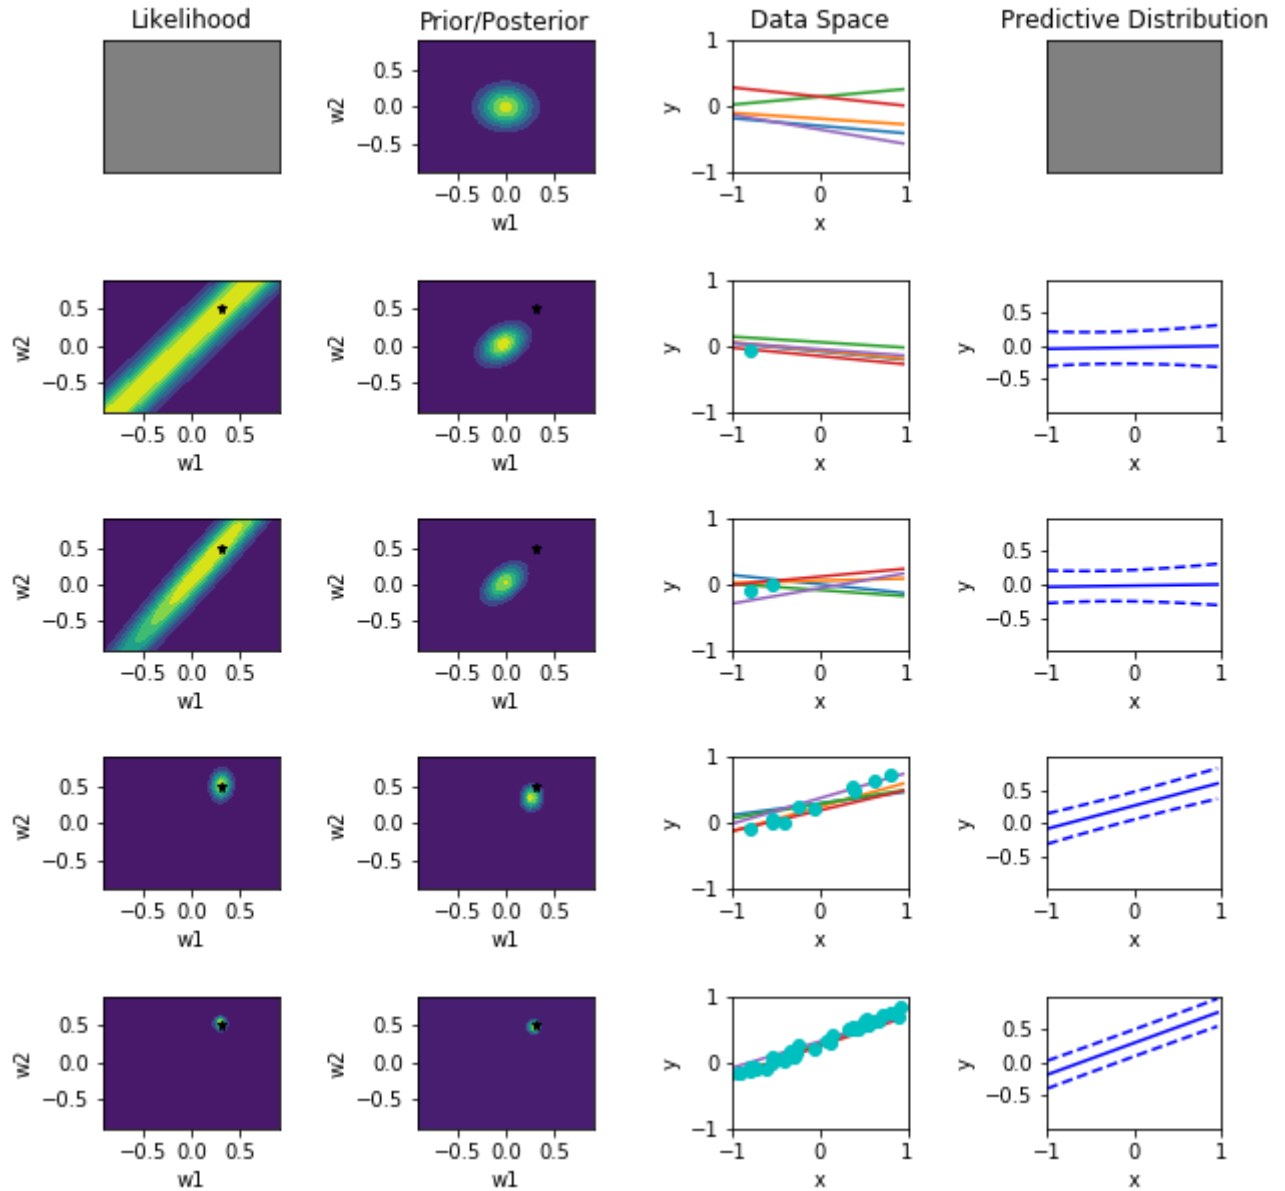 Likelihood Prior/Posterior Data Space Predictive Distribution
0.5 1
w2 0.0 y 0
−0.5
−1
−0.5 0.0 0.5 −1 0 1
w1 x
1
0.5 0.5 0.5
w2 0.0 w2 0.0 y 0 y 0.0
−0.5 −0.5 −0.5
−1
−0.5 0.0 0.5 −0.5 0.0 0.5 −1 0 1 −1 0 1
w1 w1 x x
1
0.5 0.5 0.5
w2 0.0 w2 0.0 y 0 y 0.0
−0.5 −0.5 −0.5
−1
−0.5 0.0 0.5 −0.5 0.0 0.5 −1 0 1 −1 0 1
w1 w1 x x
1
0.5 0.5 0.5
w2 0.0 w2 0.0 y 0 y 0.0
−0.5 −0.5 −0.5
−1
−0.5 0.0 0.5 −0.5 0.0 0.5 −1 0 1 −1 0 1
w1 w1 x x
1
0.5 0.5 0.5
w2 0.0 w2 0.0 y 0 y 0.0
−0.5 −0.5 −0.5
−1
−0.5 0.0 0.5 −0.5 0.0 0.5 −1 0 1 −1 0 1
w1 w1 x x